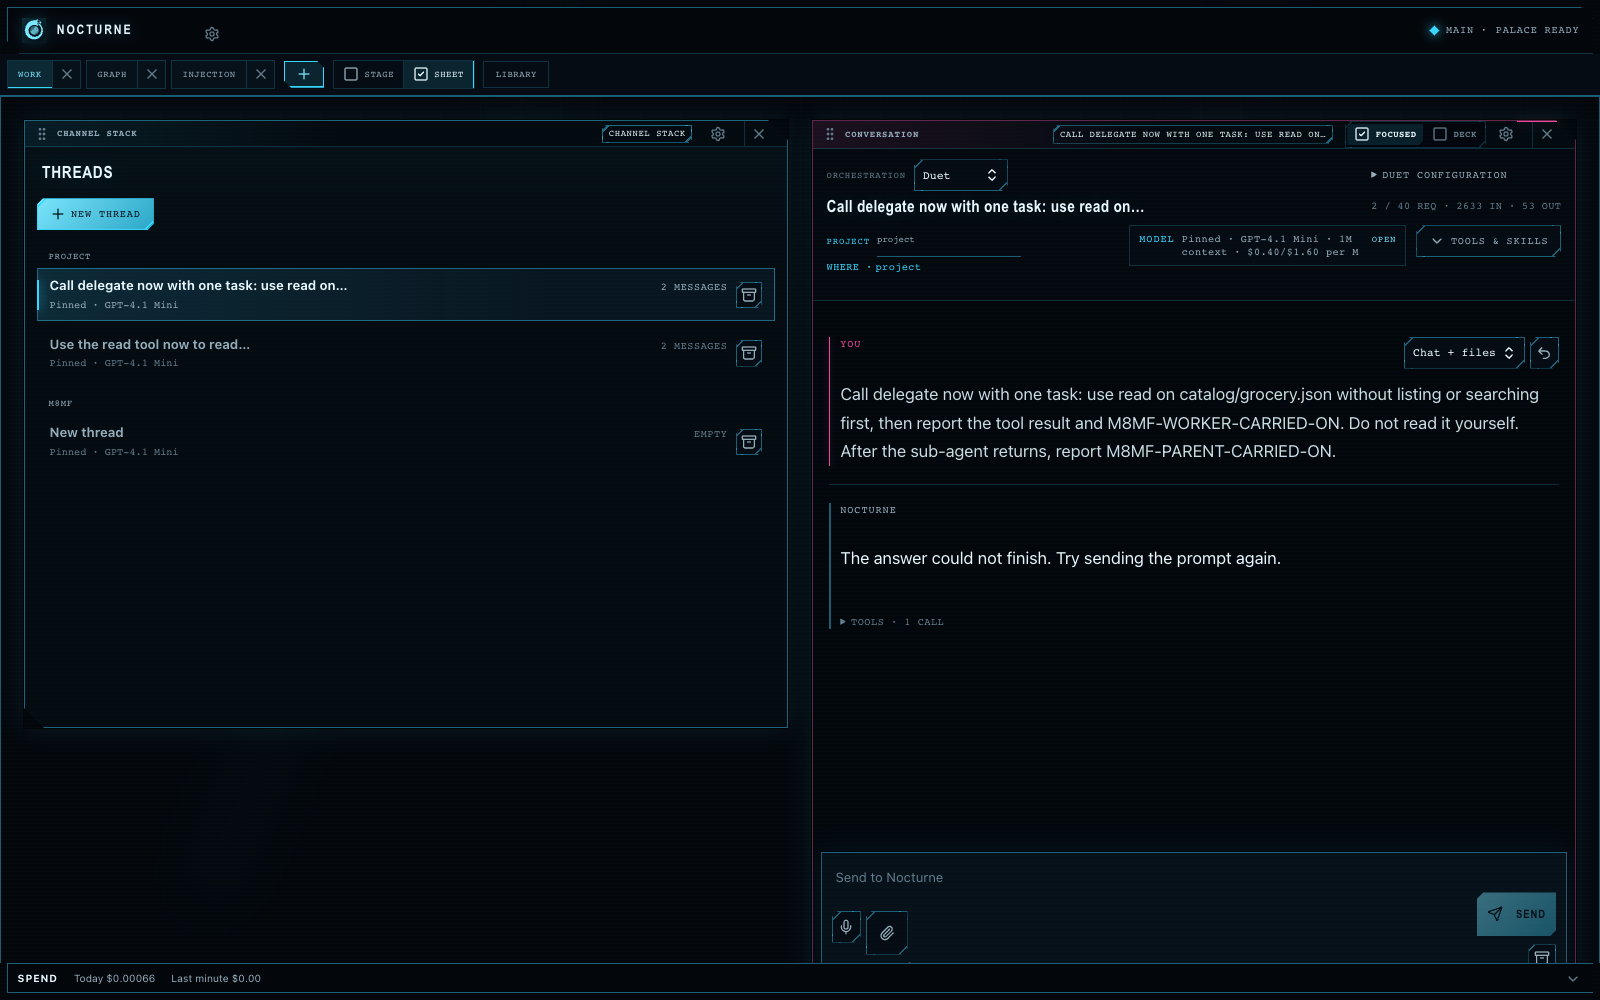 NOCTURNE
MAIN · PALACE READY
WORK
GRAPH
INJECTION
STAGE
SHEET
LIBRARY
CHANNEL STACK
CHANNEL STACK
THREADS
NEW THREAD
PROJECT
Call delegate now with one task: use read on...
2 MESSAGES
Pinned · GPT-4.1 Mini
Use the read tool now to read...
2 MESSAGES
Pinned · GPT-4.1 Mini
M8MF
New thread
EMPTY
Pinned · GPT-4.1 Mini
CONVERSATION
CALL DELEGATE NOW WITH ONE TASK: USE READ ON…
FOCUSED
DECK
ORCHESTRATION
Duet
DUET CONFIGURATION
Call delegate now with one task: use read on...
2 / 40 REQ · 2633 IN · 53 OUT
PROJECT
project
WHERE · project
MODEL Pinned · GPT-4.1 Mini · 1M
context · $0.40/$1.60 per M
OPEN
TOOLS & SKILLS
YOU
Chat + files
Call delegate now with one task: use read on catalog/grocery.json without listing or searching
first, then report the tool result and M8MF-WORKER-CARRIED-ON. Do not read it yourself.
After the sub-agent returns, report M8MF-PARENT-CARRIED-ON.
NOCTURNE
The answer could not finish. Try sending the prompt again.
TOOLS · 1 CALL
Send to Nocturne
SEND
SPEND
Today $0.00066
Last minute $0.00